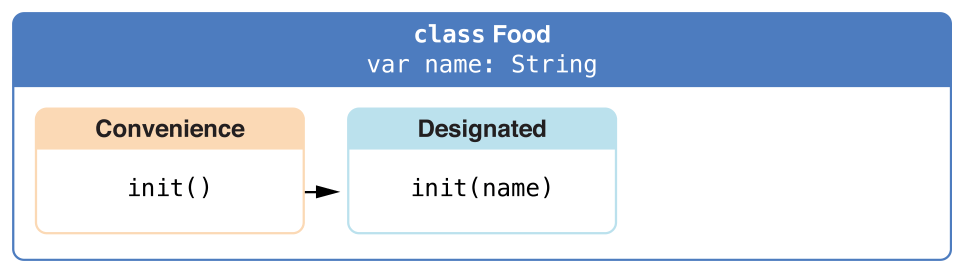 class Food
var name: String
Convenience
Designated
init()
init(name)